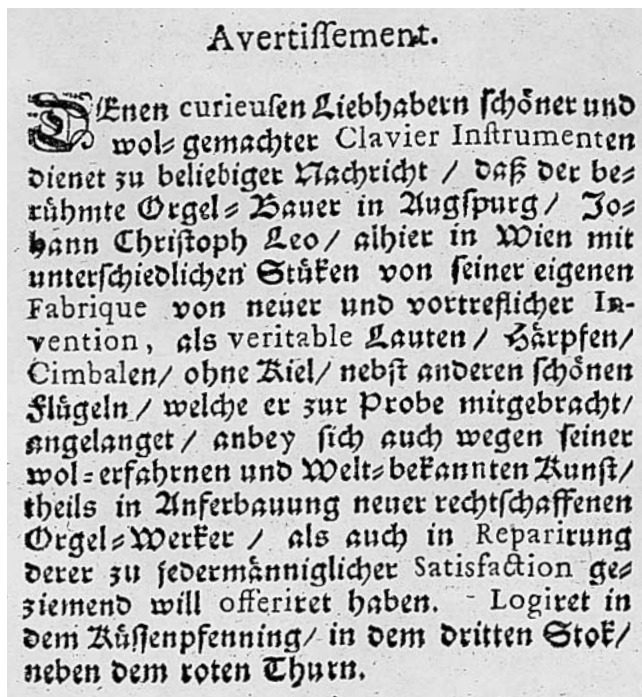 Avertissement.
DEnen curieusen Liebhabern schöner und
wol-gemachter Clavier Instrumenten
dienet zu beliebiger Nachricht / daß der be-
rühmte Orgel-Bauer in Augspurg / Jo-
hann Christoph Leo / alhier in Wien mit
unterschiedlichen Stüken von seiner eigenen
Fabrique von neuer und vortreflicher In-
vention, als veritable Lauten / Härpfen /
Cimbalen / ohne Kiel / nebst anderen schönen
Flügeln / welche er zur Probe mitgebracht /
angelanget / anbey sich auch wegen seiner
wol-erfahrnen und Welt-bekannten Kunst /
theils in Anferbauung neuer rechtschaffenen
Orgel-Werker / als auch in Reparirung
derer zu jedermänniglicher Satisfaction ge-
ziemend will offeriret haben. - Logiret in
dem Küssenpfenning / in dem dritten Stok /
neben dem roten Thurn.